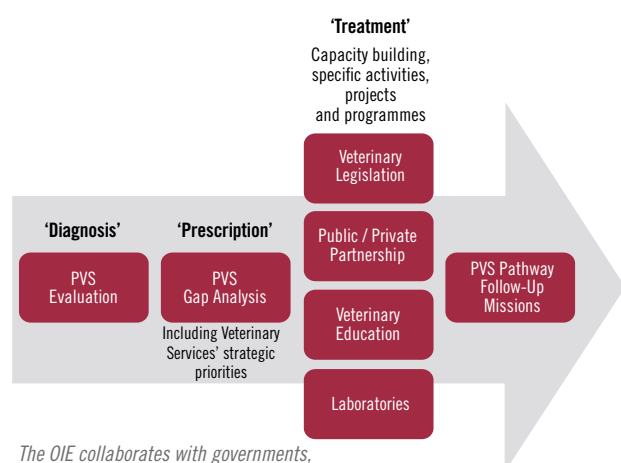 ‘Treatment’
Capacity building,
specific activities,
projects
and programmes
Veterinary
Legislation
‘Diagnosis’
‘Prescription’
Public / Private
Partnership
PVS
Evaluation
PVS
Gap Analysis
PVS Pathway
Follow-Up
Missions
Including Veterinary
Services’ strategic
priorities
Veterinary
Education
Laboratories
The OIE collaborates with governments,